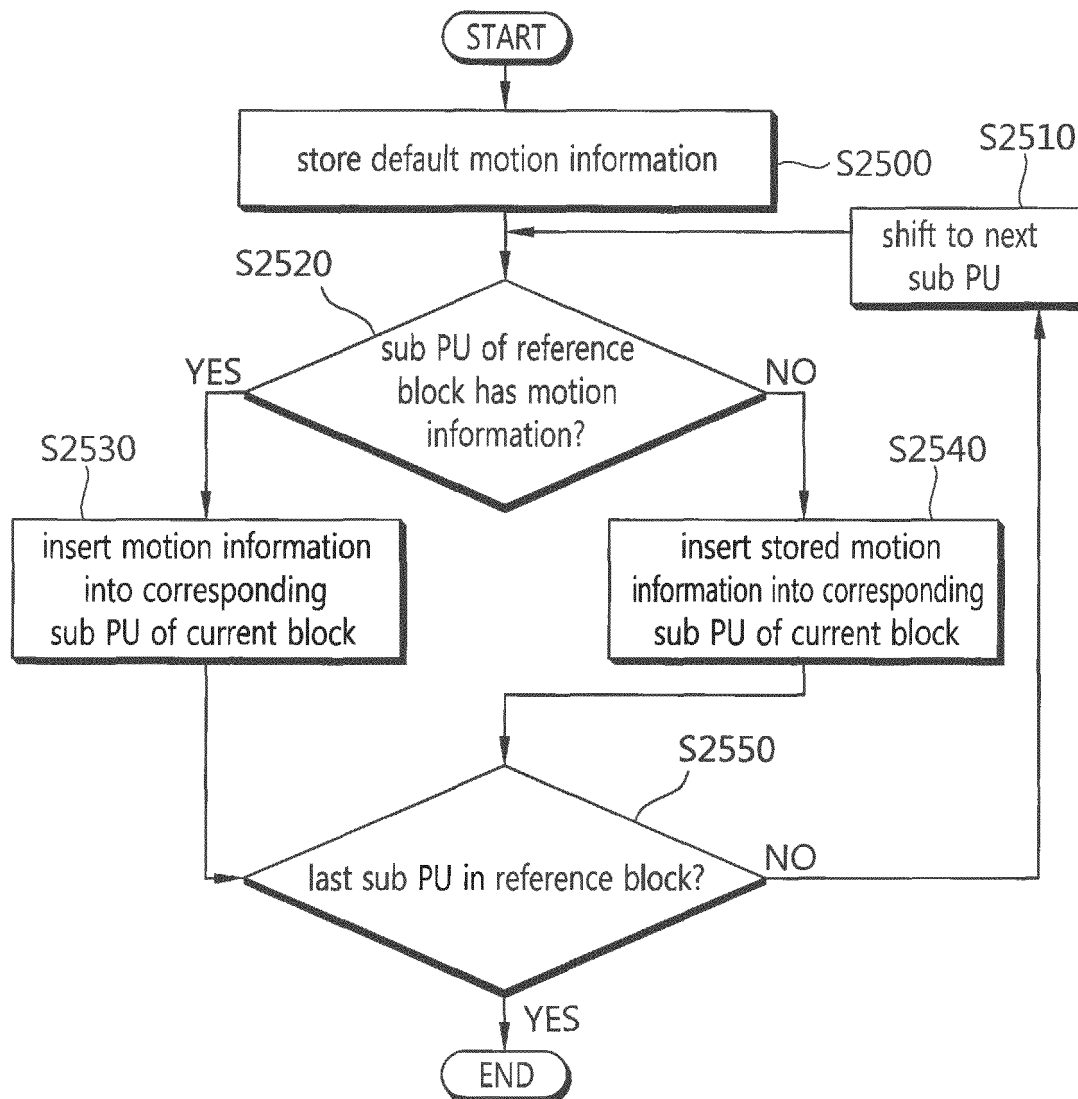 START
store default motion information
S2500
S2510
shift to next
sub PU
S2520
sub PU of reference
block has motion
information?
YES
NO
S2530
insert motion information
into corresponding
sub PU of current block
S2540
insert stored motion
information into corresponding
sub PU of current block
S2550
last sub PU in reference block?
NO
YES
END